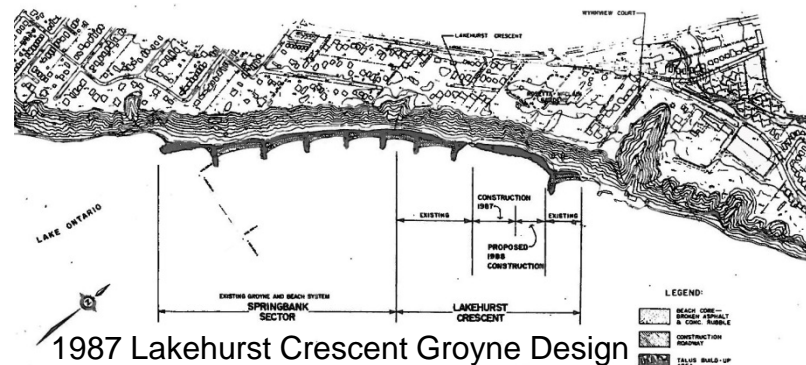 WYNNVIEW COURT
LAKEHURST CRESCENT
LAKE ONTARIO
EXISTING
CONSTRUCTION
1987
EXISTING
PROPOSED
1988
CONSTRUCTION
EXISTING GROYNE AND BEACH SYSTEM
SPRINGBANK
SECTOR
LAKEHURST
CRESCENT
LEGEND:
BEACH CORE—
BROKEN ASPHALT
& CONC. RUBBLE
CONSTRUCTION
ROADWAY
TALUS BUILD-UP
1987 Lakehurst Crescent Groyne Design